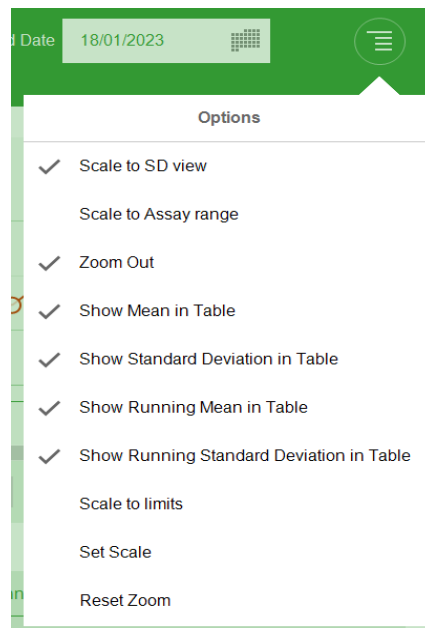 d Date 18/01/2023
Options
Scale to SD view
Scale to Assay range
Zoom Out
Show Mean in Table
Show Standard Deviation in Table
Show Running Mean in Table
Show Running Standard Deviation in Table
Scale to limits
Set Scale
Reset Zoom
an